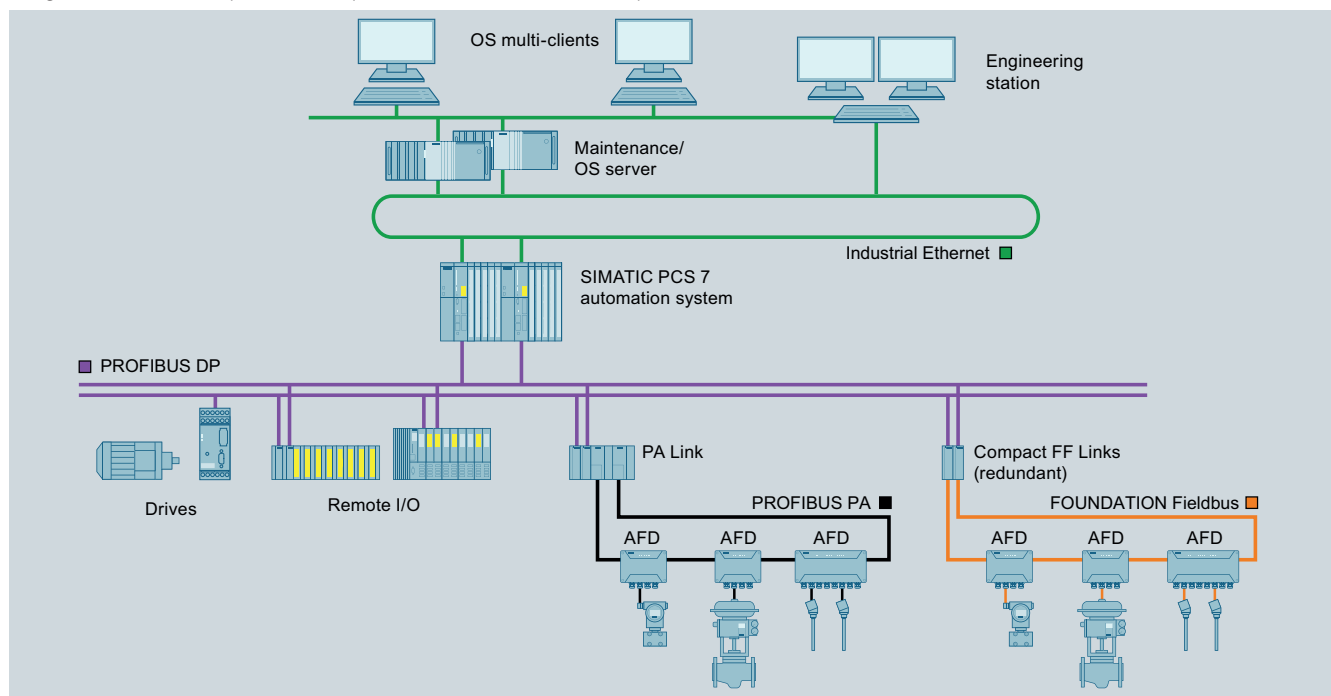 OS multi-clients
Engineering
station
Maintenance/
OS server
Industrial Ethernet
SIMATIC PCS 7
automation system
PROFIBUS DP
PA Link
Compact FF Links
(redundant)
Drives
Remote I/O
PROFIBUS PA
FOUNDATION Fieldbus
AFD
AFD
AFD
AFD
AFD
AFD